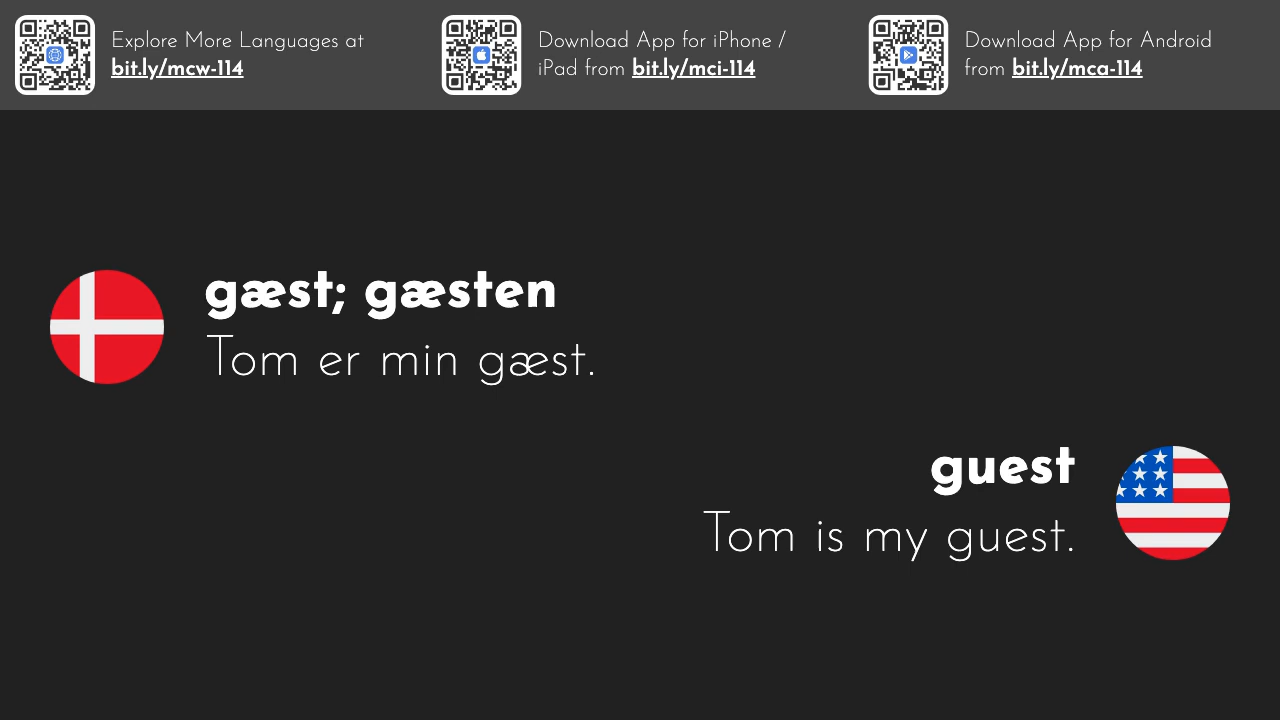 Explore More Languages at
bit.ly/mcw-114
Download App for iPhone /
iPad from bit.ly/mci-114
Download App for Android
from bit.ly/mca-114
gæst; gæsten
Tom er min gæst.
guest
Tom is my guest.